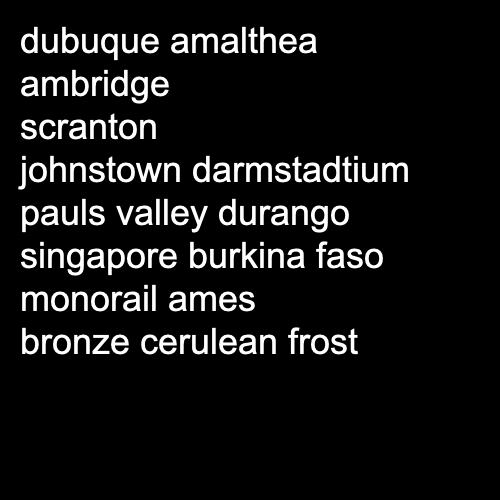 dubuque amalthea
ambridge
scranton
johnstown darmstadtium
pauls valley durango
singapore burkina faso
monorail ames
bronze cerulean frost